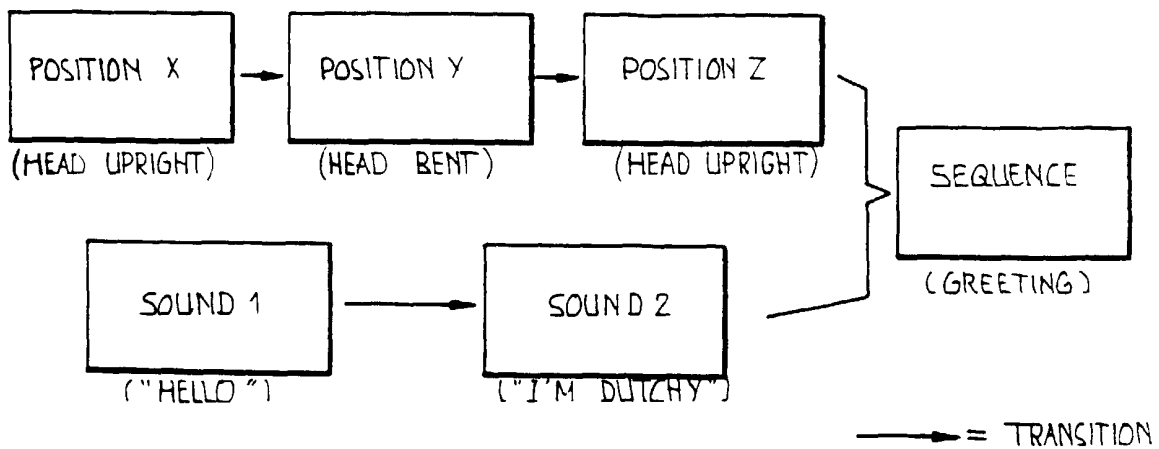 POSITION X
POSITION Y
POSITION Z
(HEAD UPRIGHT)
(HEAD BENT)
(HEAD UPRIGHT)
SEQUENCE
(GREETING)
SOUND 1
SOUND 2
("HELLO")
("I'M DUTCHY")
= TRANSITION